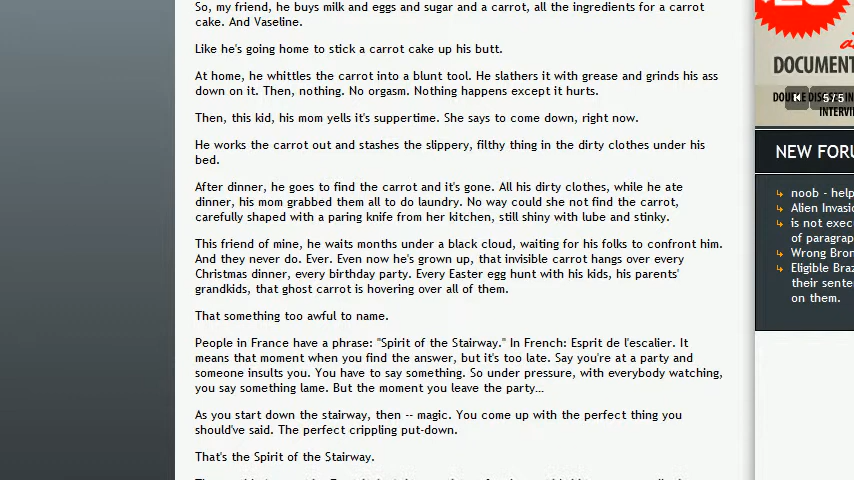 So, my friend, he buys milk and eggs and sugar and a carrot, all the ingredients for a carrot
cake. And Vaseline.
Like he's going home to stick a carrot cake up his butt.
At home, he whittles the carrot into a blunt tool. He slathers it with grease and grinds his ass
down on it. Then, nothing. No orgasm. Nothing happens except it hurts.
Then, this kid, his mom yells it's suppertime. She says to come down, right now.
He works the carrot out and stashes the slippery, filthy thing in the dirty clothes under his
bed.
After dinner, he goes to find the carrot and it's gone. All his dirty clothes, while he ate
dinner, his mom grabbed them all to do laundry. No way could she not find the carrot,
carefully shaped with a paring knife from her kitchen, still shiny with lube and stinky.
This friend of mine, he waits months under a black cloud, waiting for his folks to confront him.
And they never do. Ever. Even now he's grown up, that invisible carrot hangs over every
Christmas dinner, every birthday party. Every Easter egg hunt with his kids, his parents'
grandkids, that ghost carrot is hovering over all of them.
That something too awful to name.
People in France have a phrase: "Spirit of the Stairway." In French: Esprit de l'escalier. It
means that moment when you find the answer, but it's too late. Say you're at a party and
someone insults you. You have to say something. So under pressure, with everybody watching,
you say something lame. But the moment you leave the party…
As you start down the stairway, then -- magic. You come up with the perfect thing you
should've said. The perfect crippling put-down.
That's the Spirit of the Stairway.
DOCUMENT
5/5
INTERVI
NEW FORU
noob - help
Alien Invasio
is not exec
of paragrap
Wrong Bron
Eligible Braz
their sente
on them.